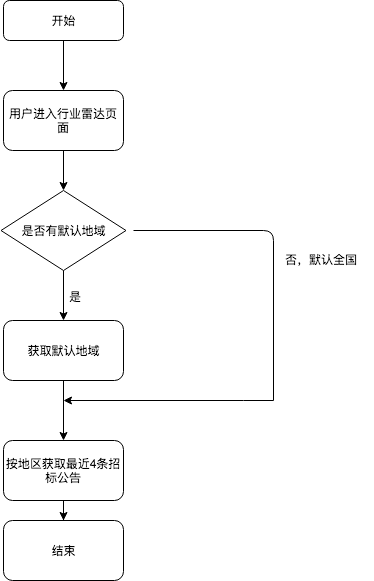 开始
用户进入行业雷达页
面
是否有默认地域
否，默认全国
是
获取默认地域
按地区获取最近4条招
标公告
结束